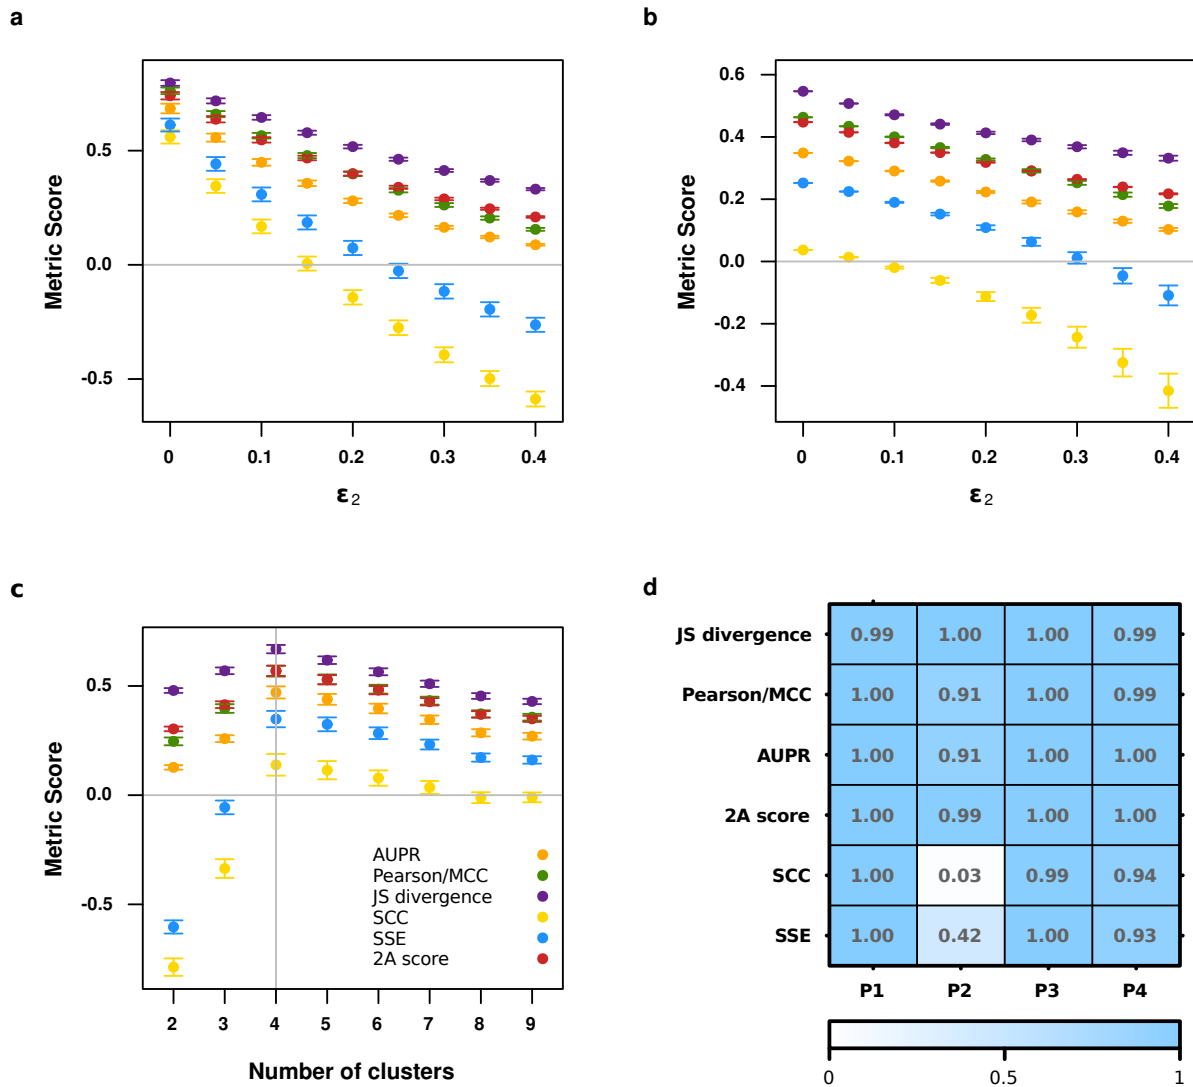 a
Metric Score
0.5
0.0
-0.5
0 0.1 0.2 0.3 0.4
ε2
b
Metric Score
0.6
0.4
0.2
0.0
-0.2
-0.4
0 0.1 0.2 0.3 0.4
ε2
c
Metric Score
0.5
0.0
-0.5
AUPR
Pearson/MCC
JS divergence
SCC
SSE
2A score
2 3 4 5 6 7 8 9
Number of clusters
d
JS divergence 0.99 1.00 1.00 0.99
Pearson/MCC 1.00 0.91 1.00 0.99
AUPR 1.00 0.91 1.00 1.00
2A score 1.00 0.99 1.00 1.00
SCC 1.00 0.03 0.99 0.94
SSE 1.00 0.42 1.00 0.93
P1 P2 P3 P4
0 0.5 1